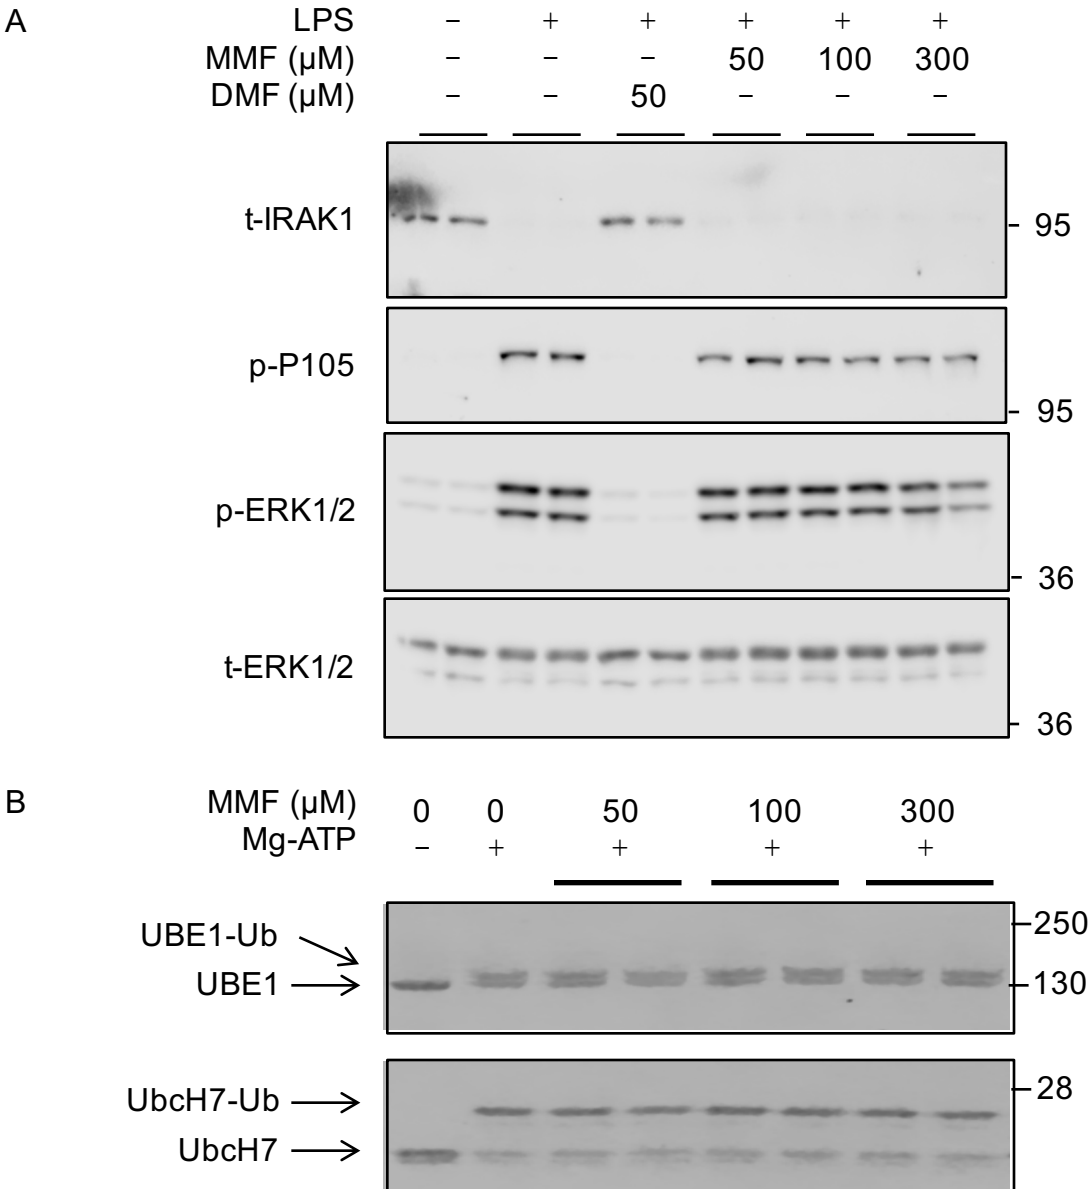 A
LPS − + + + + +
MMF (µM) − − − 50 100 300
DMF (µM) − − 50 − − −
t-IRAK1
- 95
p-P105
- 95
p-ERK1/2
- 36
t-ERK1/2
- 36
B
MMF (µM) 0 0 50 100 300
Mg-ATP − + + + +
250
UBE1-Ub
UBE1
130
28
UbcH7-Ub
UbcH7